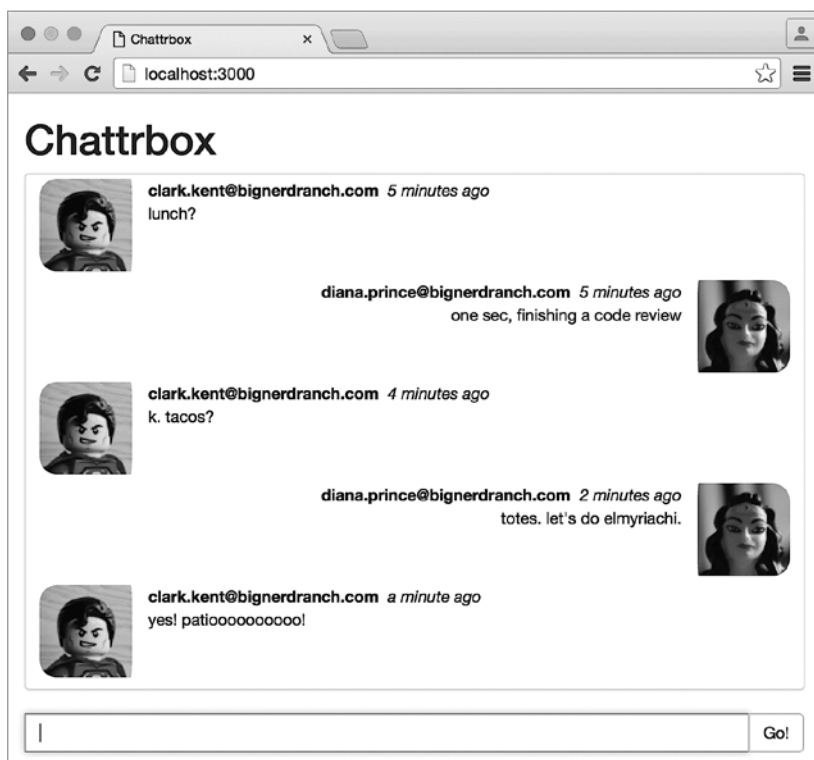 Chattrbox
localhost:3000
Chattrbox
clark.kent@bignerdranch.com 5 minutes ago
lunch?
diana.prince@bignerdranch.com 5 minutes ago
one sec, finishing a code review
clark.kent@bignerdranch.com 4 minutes ago
k. tacos?
diana.prince@bignerdranch.com 2 minutes ago
totes. let's do elmyriachi.
clark.kent@bignerdranch.com a minute ago
yes! patioooooooooo!
Go!